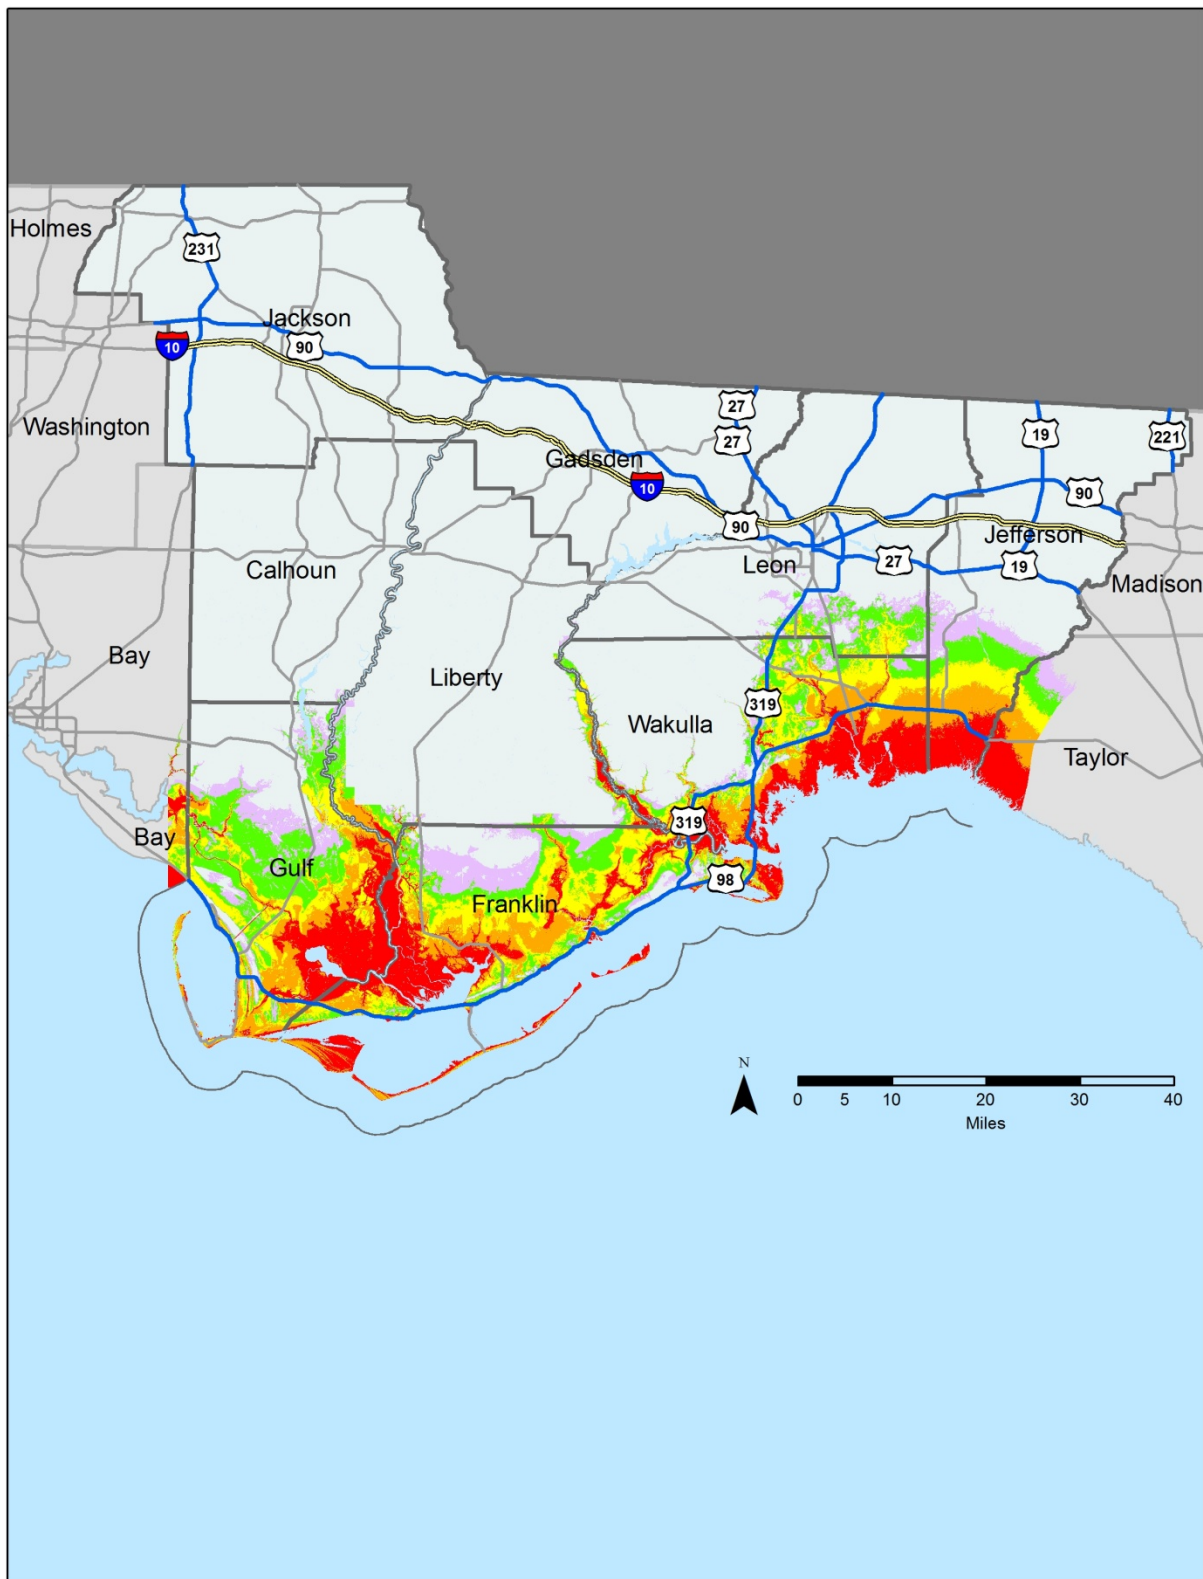 Holmes
231
Jackson
10
90
Washington
27
19
221
27
Gadsden
10
90
90
Jefferson
Calhoun
Leon
27
19
Madison
Bay
Liberty
319
Wakulla
Taylor
319
Bay
Gulf
98
Franklin
N
0 5 10 20 30 40
Miles